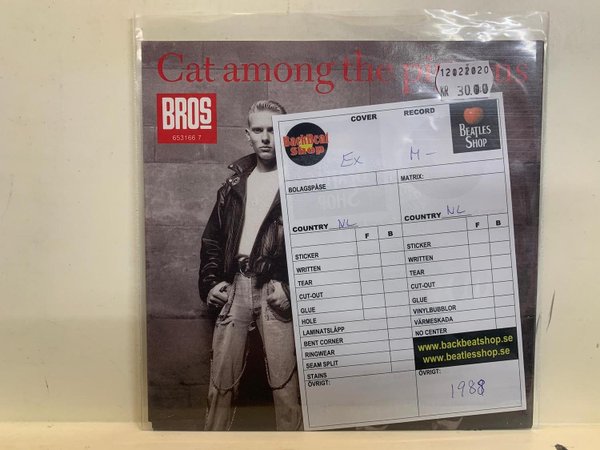 Cat among the
12022020
KR 30.00
BROS
653166 7
COVER
RECORD
BackBeat
Shop
BEATLES
SHOP
Ex
M-
BOLAGSPÅSE
MATRIX:
COUNTRY NL
COUNTRY NL
F B
F B
STICKER
STICKER
WRITTEN
WRITTEN
TEAR
TEAR
CUT-OUT
CUT-OUT
GLUE
GLUE
HOLE
VINYLBUBBLOR
LAMINATSLÄPP
VÄRMESKADA
BENT CORNER
NO CENTER
RINGWEAR
SEAM SPLIT
STAINS
www.backbeatshop.se
www.beatlesshop.se
ÖVRIGT:
ÖVRIGT:
1988